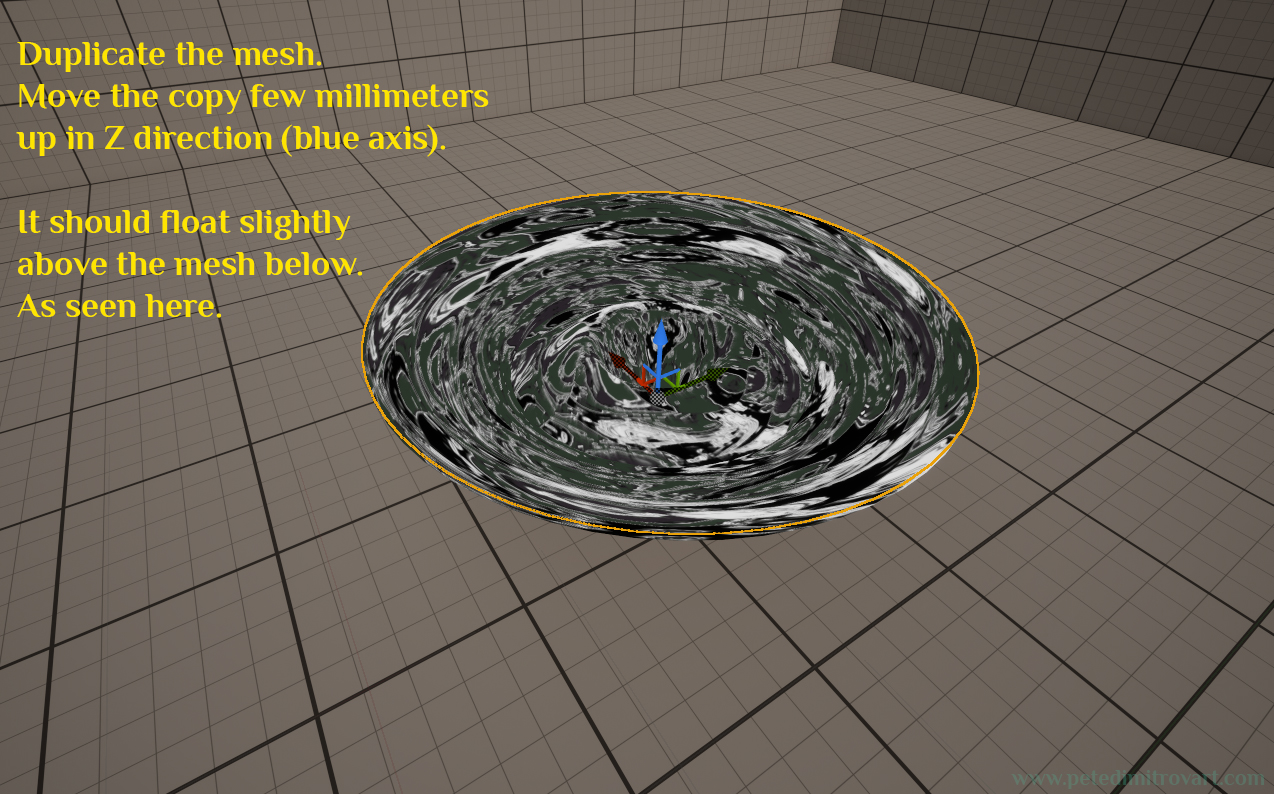 Duplicate the mesh.
Move the copy few millimeters
up in Z direction (blue axis).
It should float slightly
above the mesh below.
As seen here.
www.petedimitrovart.com